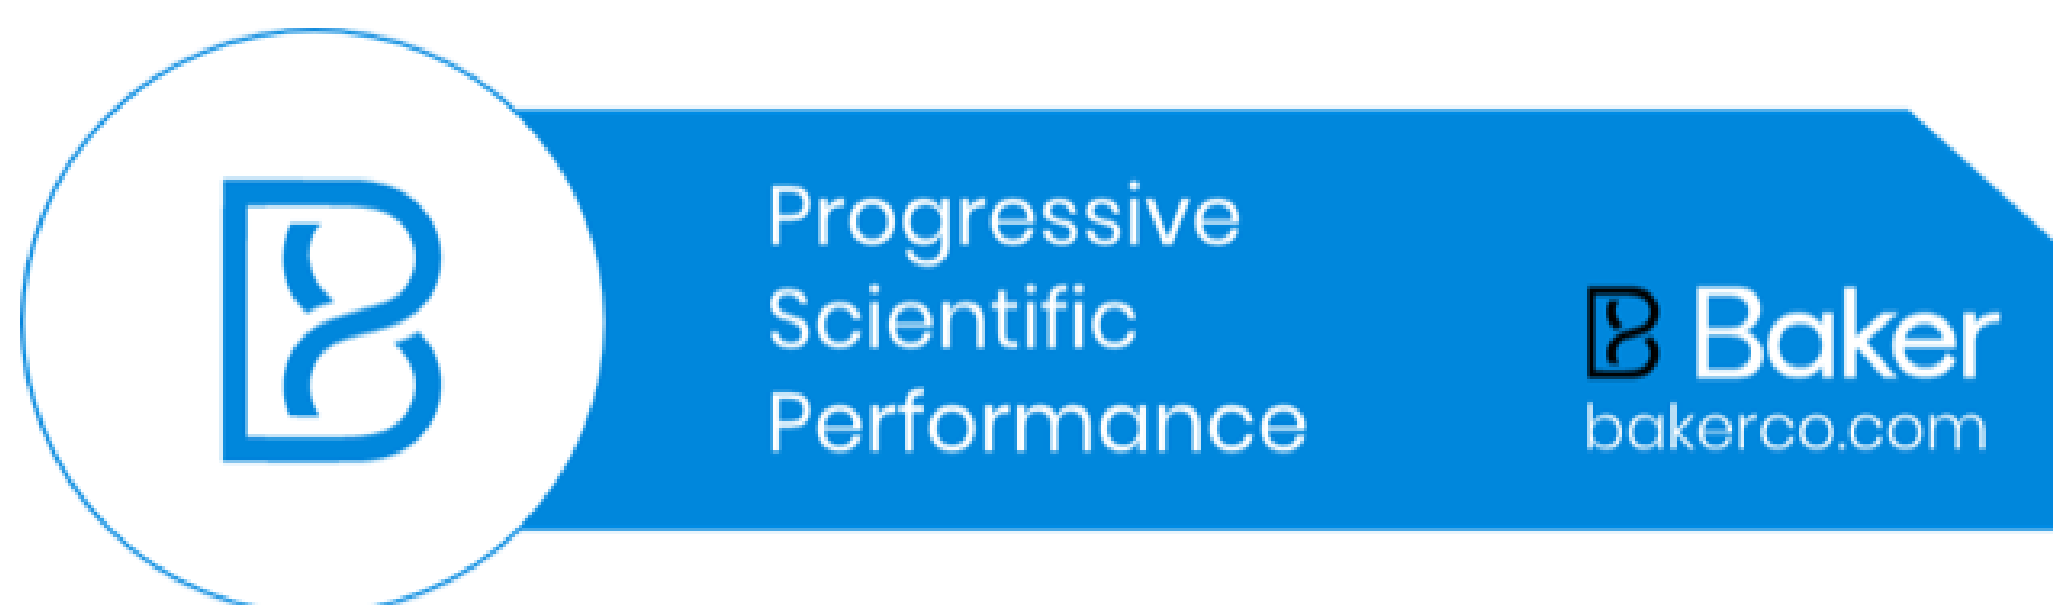 B
Progressive
Scientific
Performance
B Baker
bakerco.com